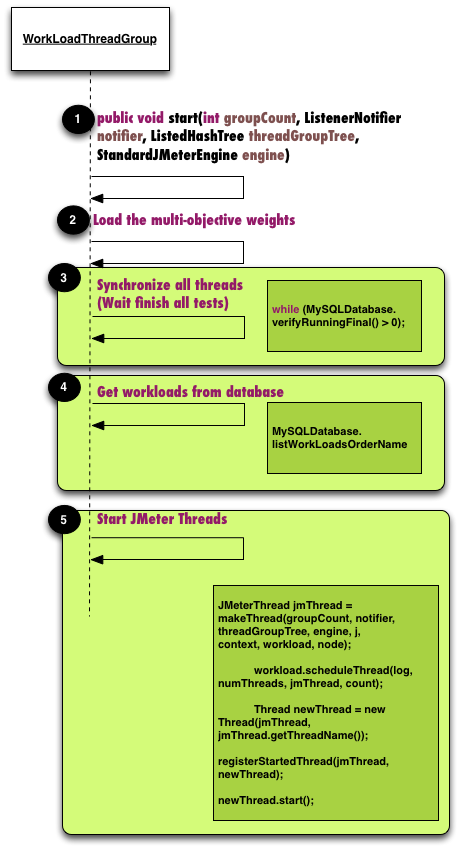 WorkLoadThreadGroup
1
public void start(int groupCount, ListenerNotifier
notifier, ListedHashTree threadGroupTree,
StandardJMeterEngine engine)
2
Load the multi-objective weights
3
Synchronize all threads
(Wait finish all tests)
while (MySQLDatabase.
verifyRunningFinal() > 0);
4
Get workloads from database
MySQLDatabase.
listWorkLoadsOrderName
5
Start JMeter Threads
JMeterThread jmThread =
makeThread(groupCount, notifier,
threadGroupTree, engine, j,
context, workload, node);
workload.scheduleThread(log,
numThreads, jmThread, count);
Thread newThread = new
Thread(jmThread,
jmThread.getThreadName());
registerStartedThread(jmThread,
newThread);
newThread.start();